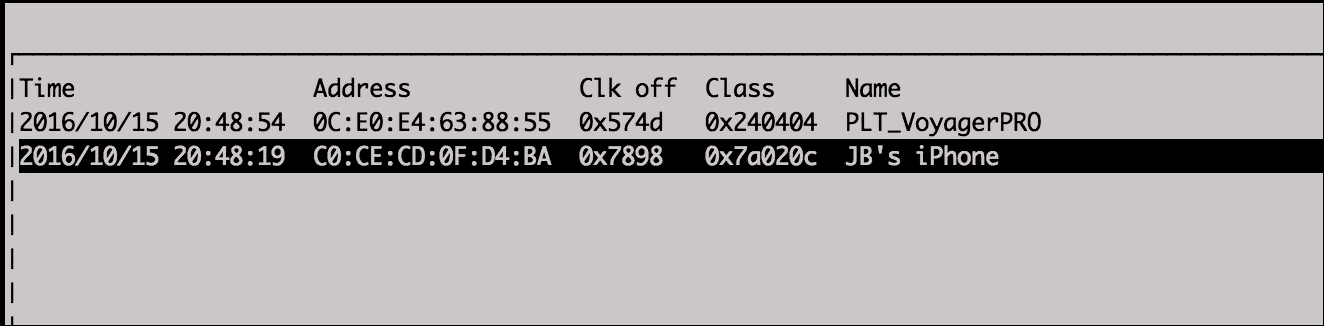 Time Address Clk off Class Name
2016/10/15 20:48:54 0C:E0:E4:63:88:55 0x574d 0x240404 PLT_VoyagerPRO
2016/10/15 20:48:19 C0:CE:CD:0F:D4:BA 0x7898 0x7a020c JB's iPhone